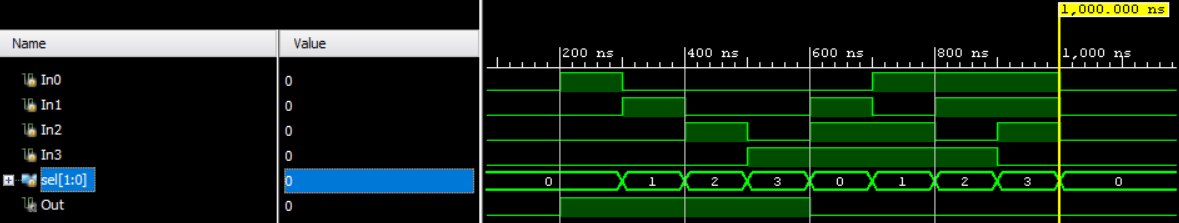 1,000.000 ns
Name Value
200 ns 400 ns 600 ns 800 ns 1,000 ns
In0 0
In1 0
In2 0
In3 0
sel[1:0] 0 0 1 2 3 0 1 2 3 0
Out 0